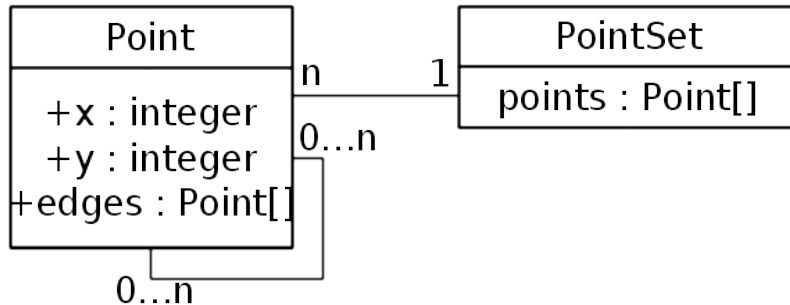 Point
+x : integer
+y : integer
+edges : Point[]
n
1
0...n
0...n
PointSet
points : Point[]